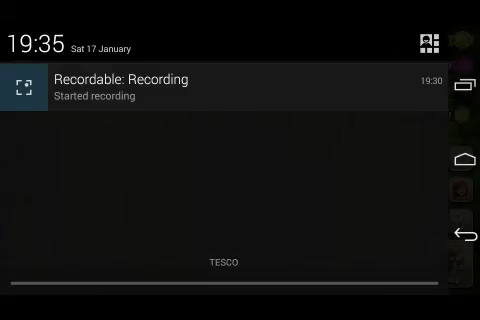 19:35 Sat 17 January
Recordable: Recording 19:30
Started recording
TESCO